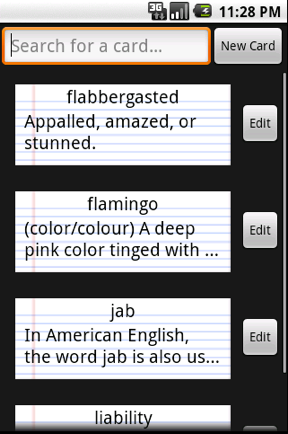 3G 11:28 PM
Search for a card...
New Card
flabbergasted
Appalled, amazed, or
stunned.
Edit
flamingo
(color/colour) A deep
pink color tinged with ...
Edit
jab
In American English,
the word jab is also us...
Edit
liability